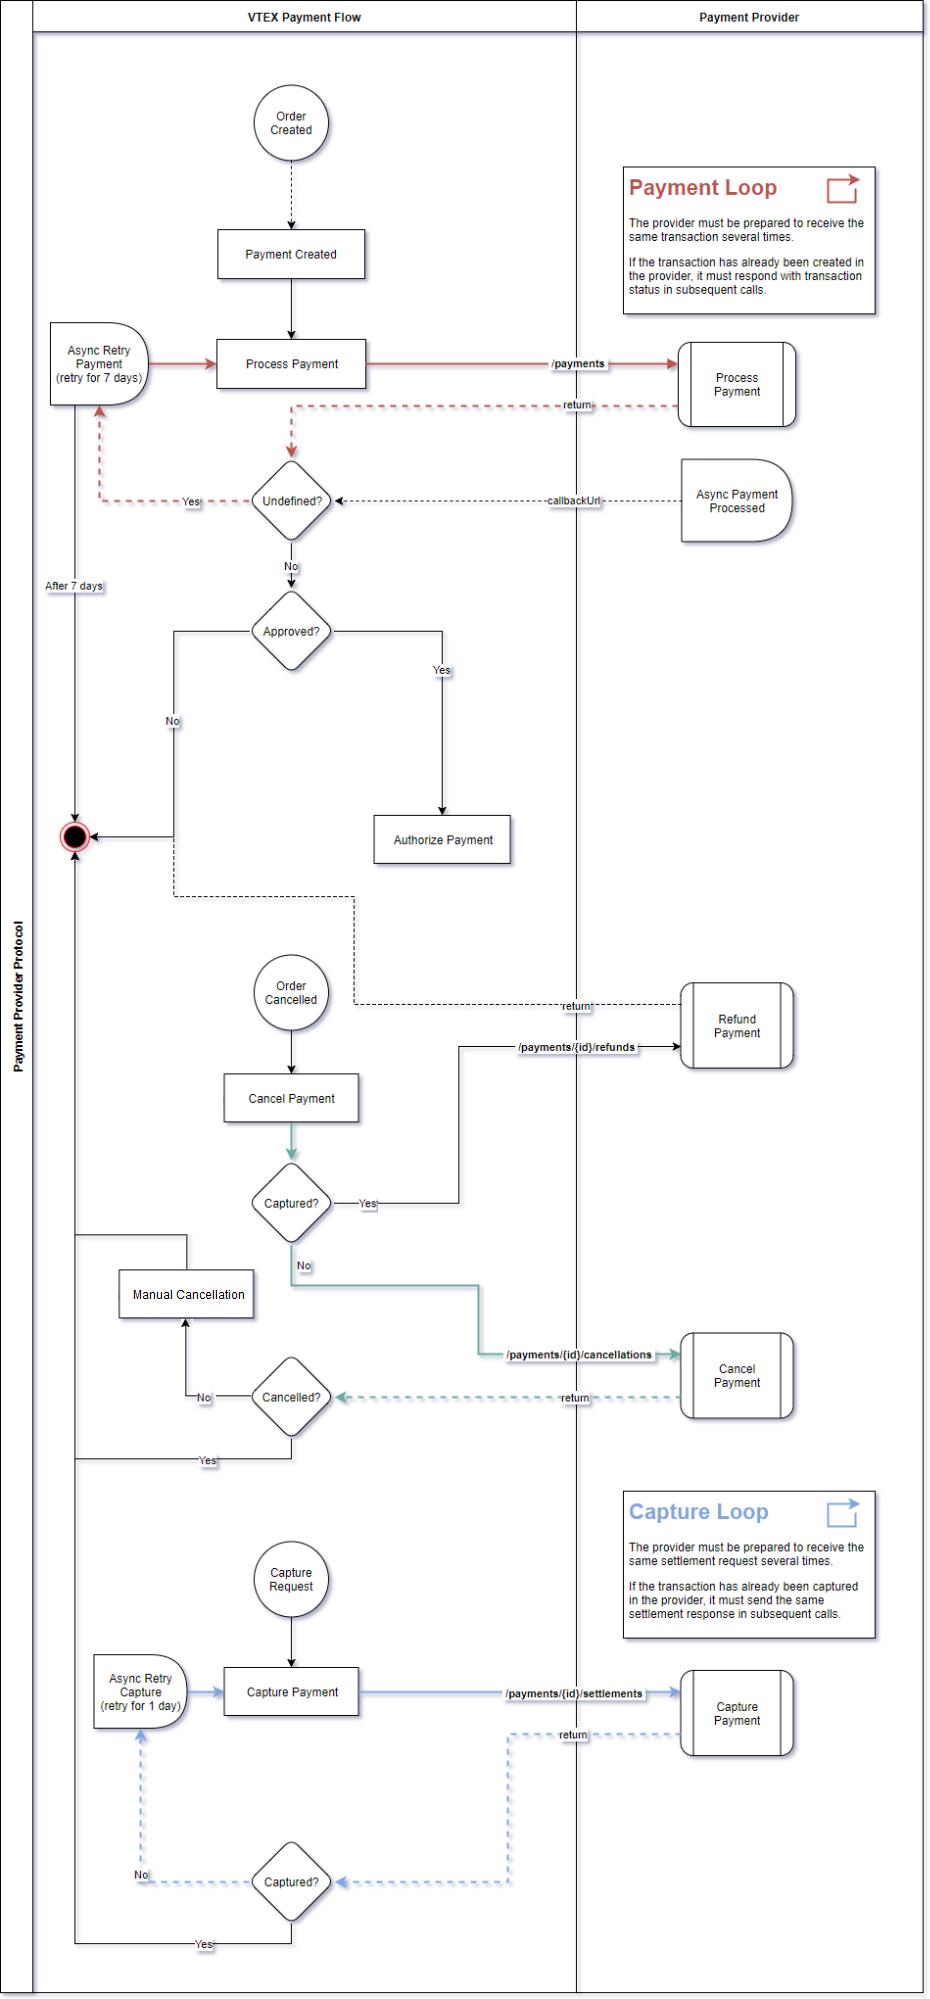 VTEX Payment Flow
Payment Provider
Payment Provider Protocol
Order
Created
Payment Created
Payment Loop
The provider must be prepared to receive the
same transaction several times.
If the transaction has already been created in
the provider, it must respond with transaction
status in subsequent calls.
Async Retry
Payment
(retry for 7 days)
Process Payment
/payments
Process
Payment
return
Undefined?
Yes
callbackUrl
Async Payment
Processed
No
After 7 days
Approved?
Yes
No
Authorize Payment
Order
Cancelled
return
Refund
Payment
/payments/{id}/refunds
Cancel Payment
Captured?
Yes
No
Manual Cancellation
/payments/{id}/cancellations
Cancel
Payment
return
Cancelled?
No
Yes
Capture Loop
The provider must be prepared to receive the
same settlement request several times.
If the transaction has already been captured
in the provider, it must send the same
settlement response in subsequent calls.
Capture
Request
Async Retry
Capture
(retry for 1 day)
Capture Payment
/payments/{id}/settlements
Capture
Payment
return
Captured?
No
Yes